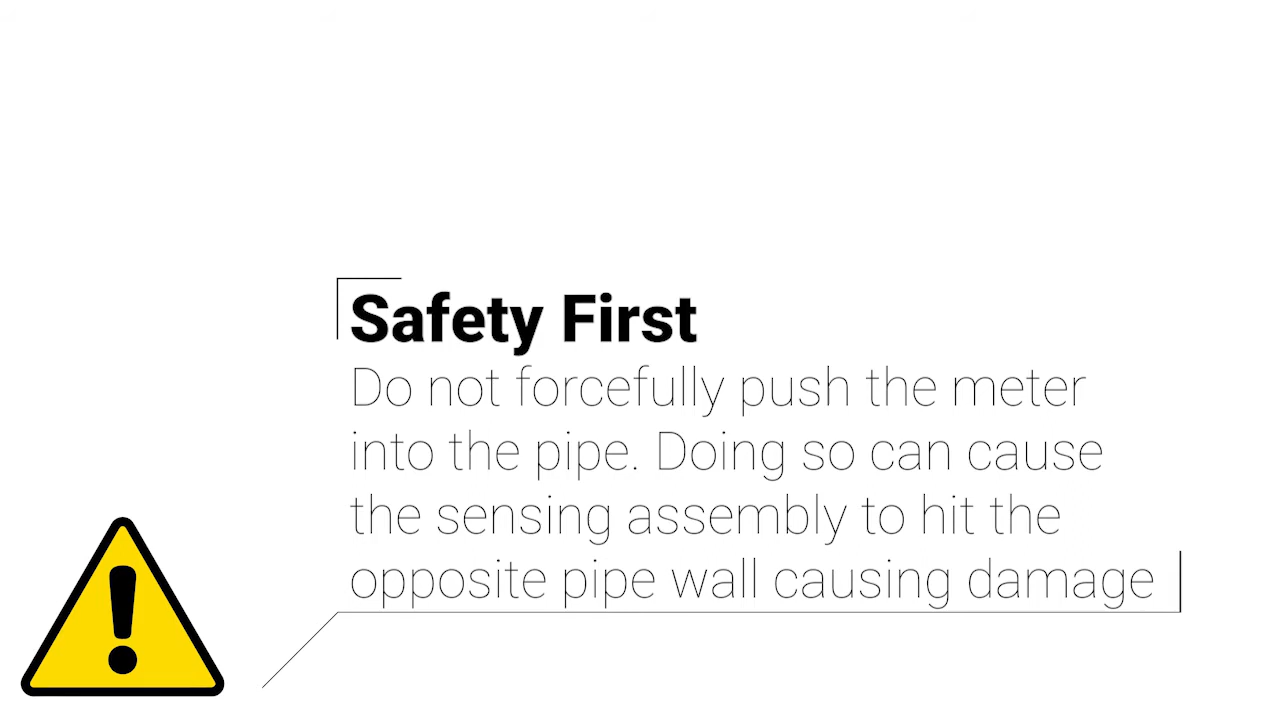 Safety First
Do not forcefully push the meter
into the pipe. Doing so can cause
the sensing assembly to hit the
opposite pipe wall causing damage